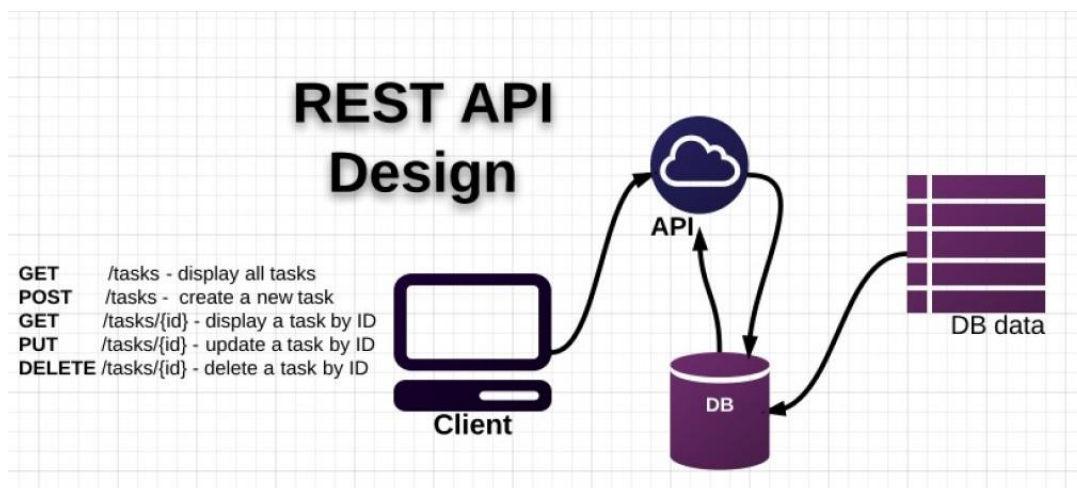 REST API
Design
GET /tasks - display all tasks
POST /tasks - create a new task
GET /tasks/{id} - display a task by ID
PUT /tasks/{id} - update a task by ID
DELETE /tasks/{id} - delete a task by ID
Client
API
DB
DB data